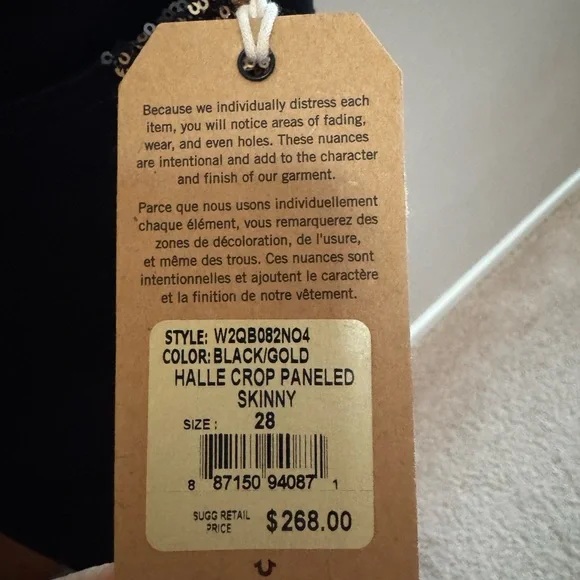 Because we individually distress each
item, you will notice areas of fading,
wear, and even holes. These nuances
are intentional and add to the character
and finish of our garment.
Parce que nous usons individuellement
chaque élément, vous remarquerez des
zones de décoloration, de l'usure,
et même des trous. Ces nuances sont
intentionnelles et ajoutent le caractère
et la finition de notre vêtement.
STYLE: W2QB082NO4
COLOR: BLACK/GOLD
HALLE CROP PANELED
SKINNY
SIZE : 28
8 87150 94087 1
SUGG RETAIL
PRICE $268.00